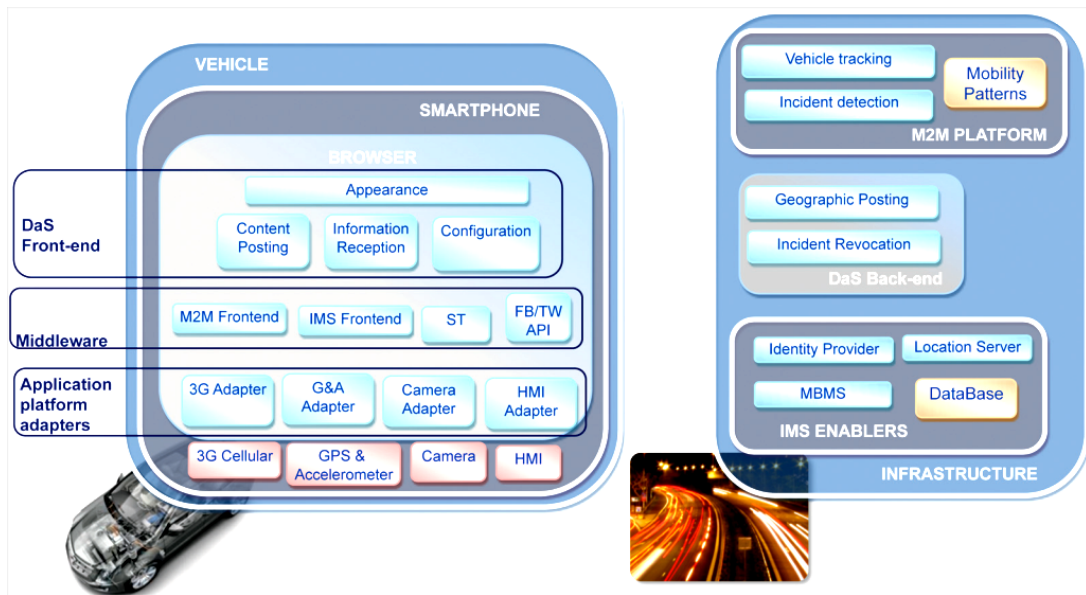 VEHICLE
SMARTPHONE
BROWSER
DaS
Front-end
Appearance
Content
Posting
Information
Reception
Configuration
Middleware
M2M Frontend
IMS Frontend
ST
FB/TW
API
Application
platform
adapters
3G Adapter
G&A
Adapter
Camera
Adapter
HMI
Adapter
3G Cellular
GPS &
Accelerometer
Camera
HMI
Vehicle tracking
Incident detection
Mobility
Patterns
M2M PLATFORM
Geographic Posting
Incident Revocation
DaS Back-end
Identity Provider
Location Server
MBMS
DataBase
IMS ENABLERS
INFRASTRUCTURE